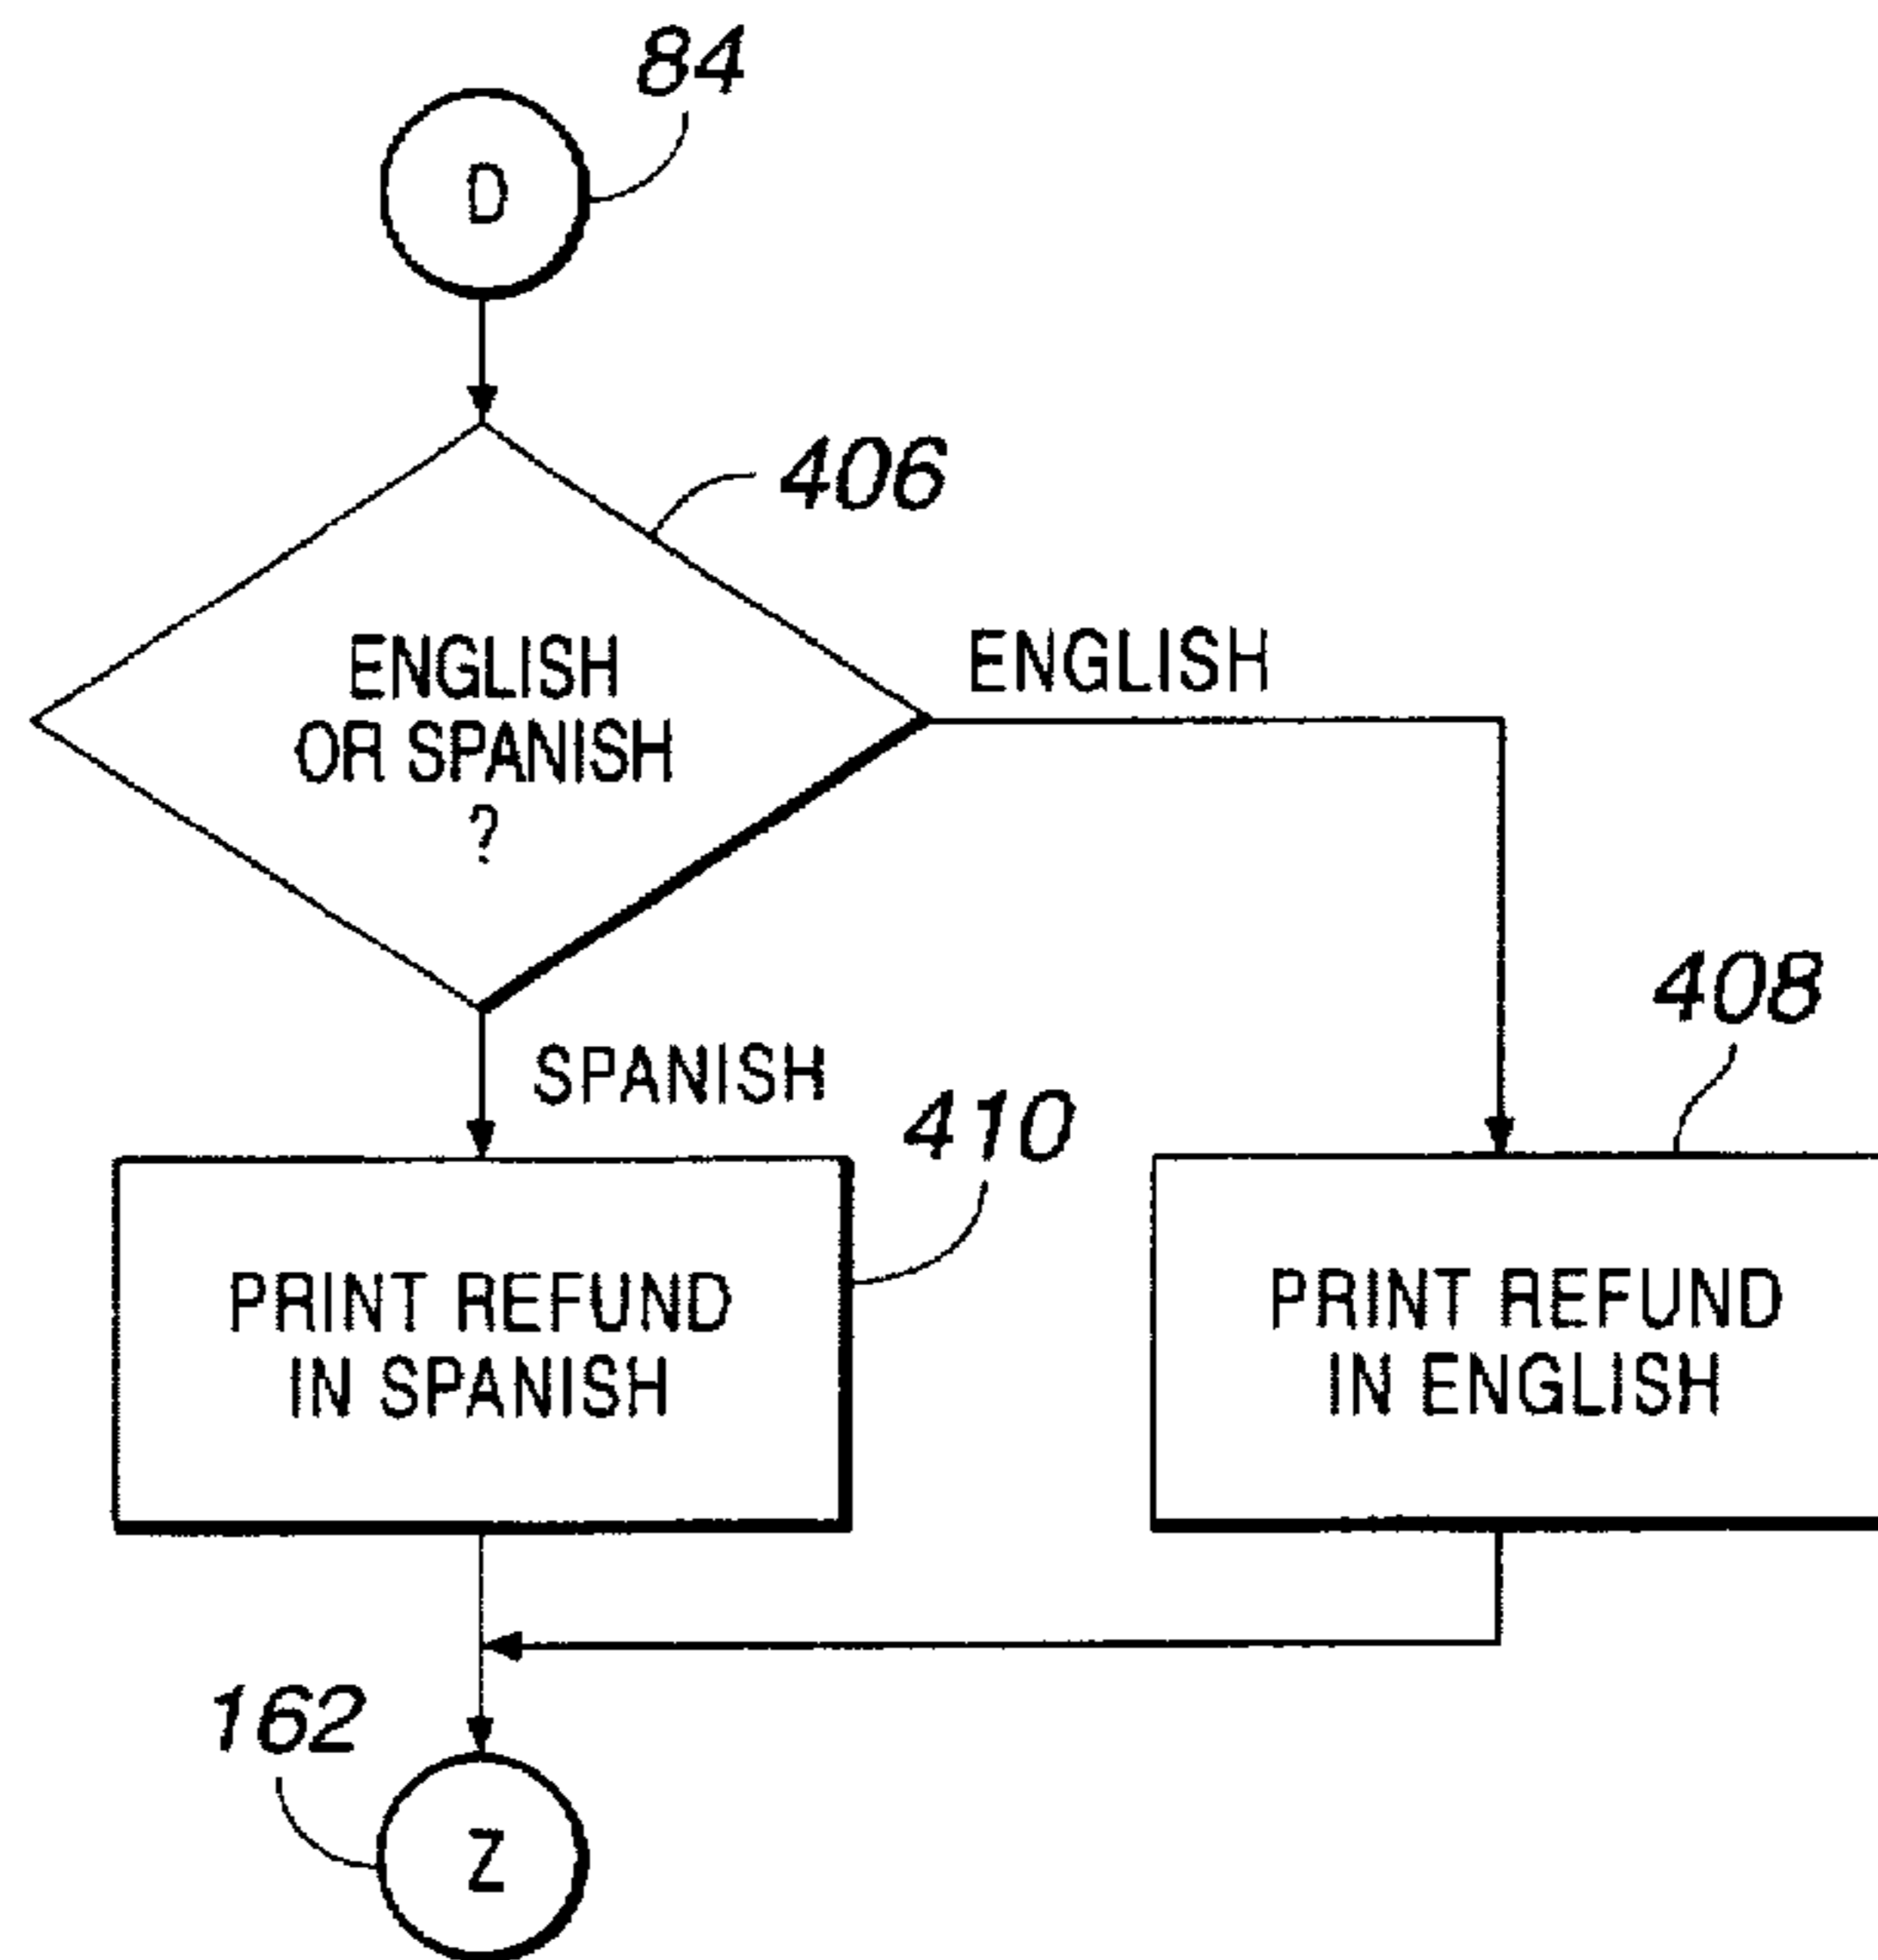 84
D
406
ENGLISH
OR SPANISH
?
ENGLISH
SPANISH
408
410
PRINT REFUND
IN SPANISH
PRINT REFUND
IN ENGLISH
162
Z